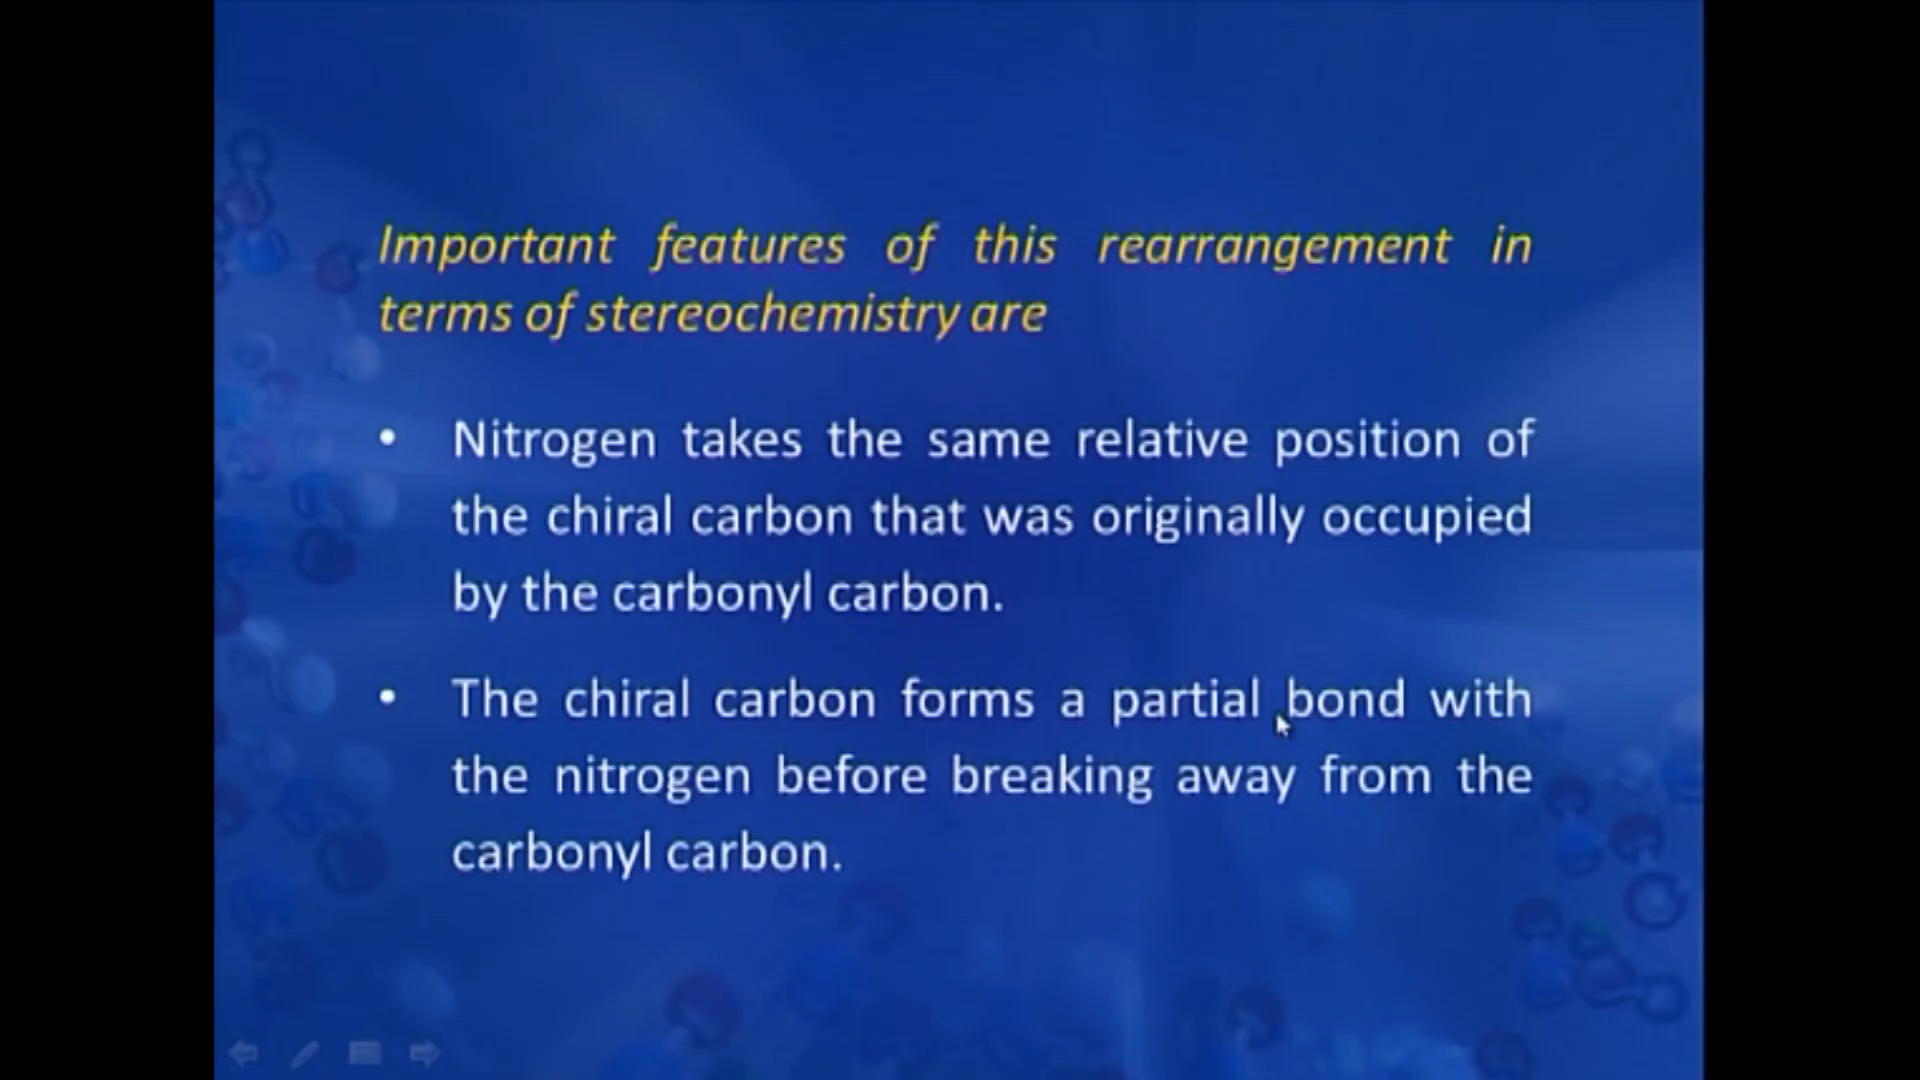 Important features of this rearrangement in
terms of stereochemistry are
• Nitrogen takes the same relative position of
the chiral carbon that was originally occupied
by the carbonyl carbon.
• The chiral carbon forms a partial bond with
the nitrogen before breaking away from the
carbonyl carbon.